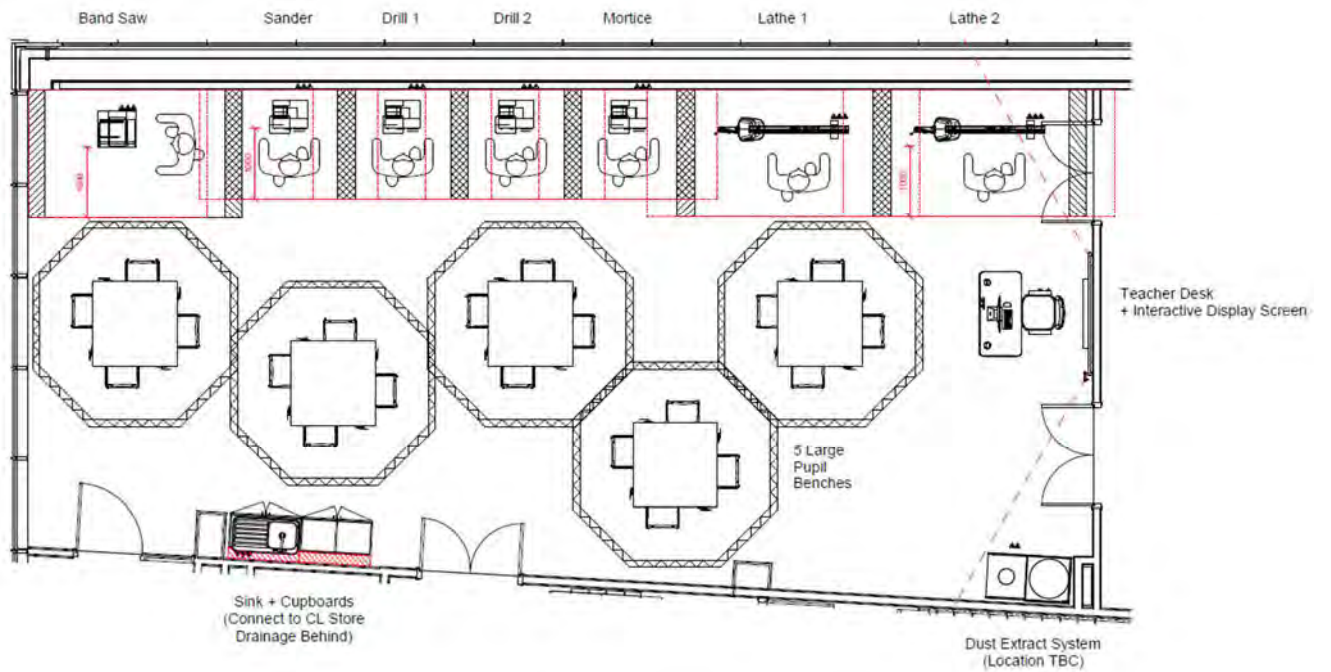 Band Saw
Sander
Drill 1
Drill 2
Mortice
Lathe 1
Lathe 2
Teacher Desk
+ Interactive Display Screen
5 Large
Pupil
Benches
Sink + Cupboards
(Connect to CL Store
Drainage Behind)
Dust Extract System
(Location TBC)